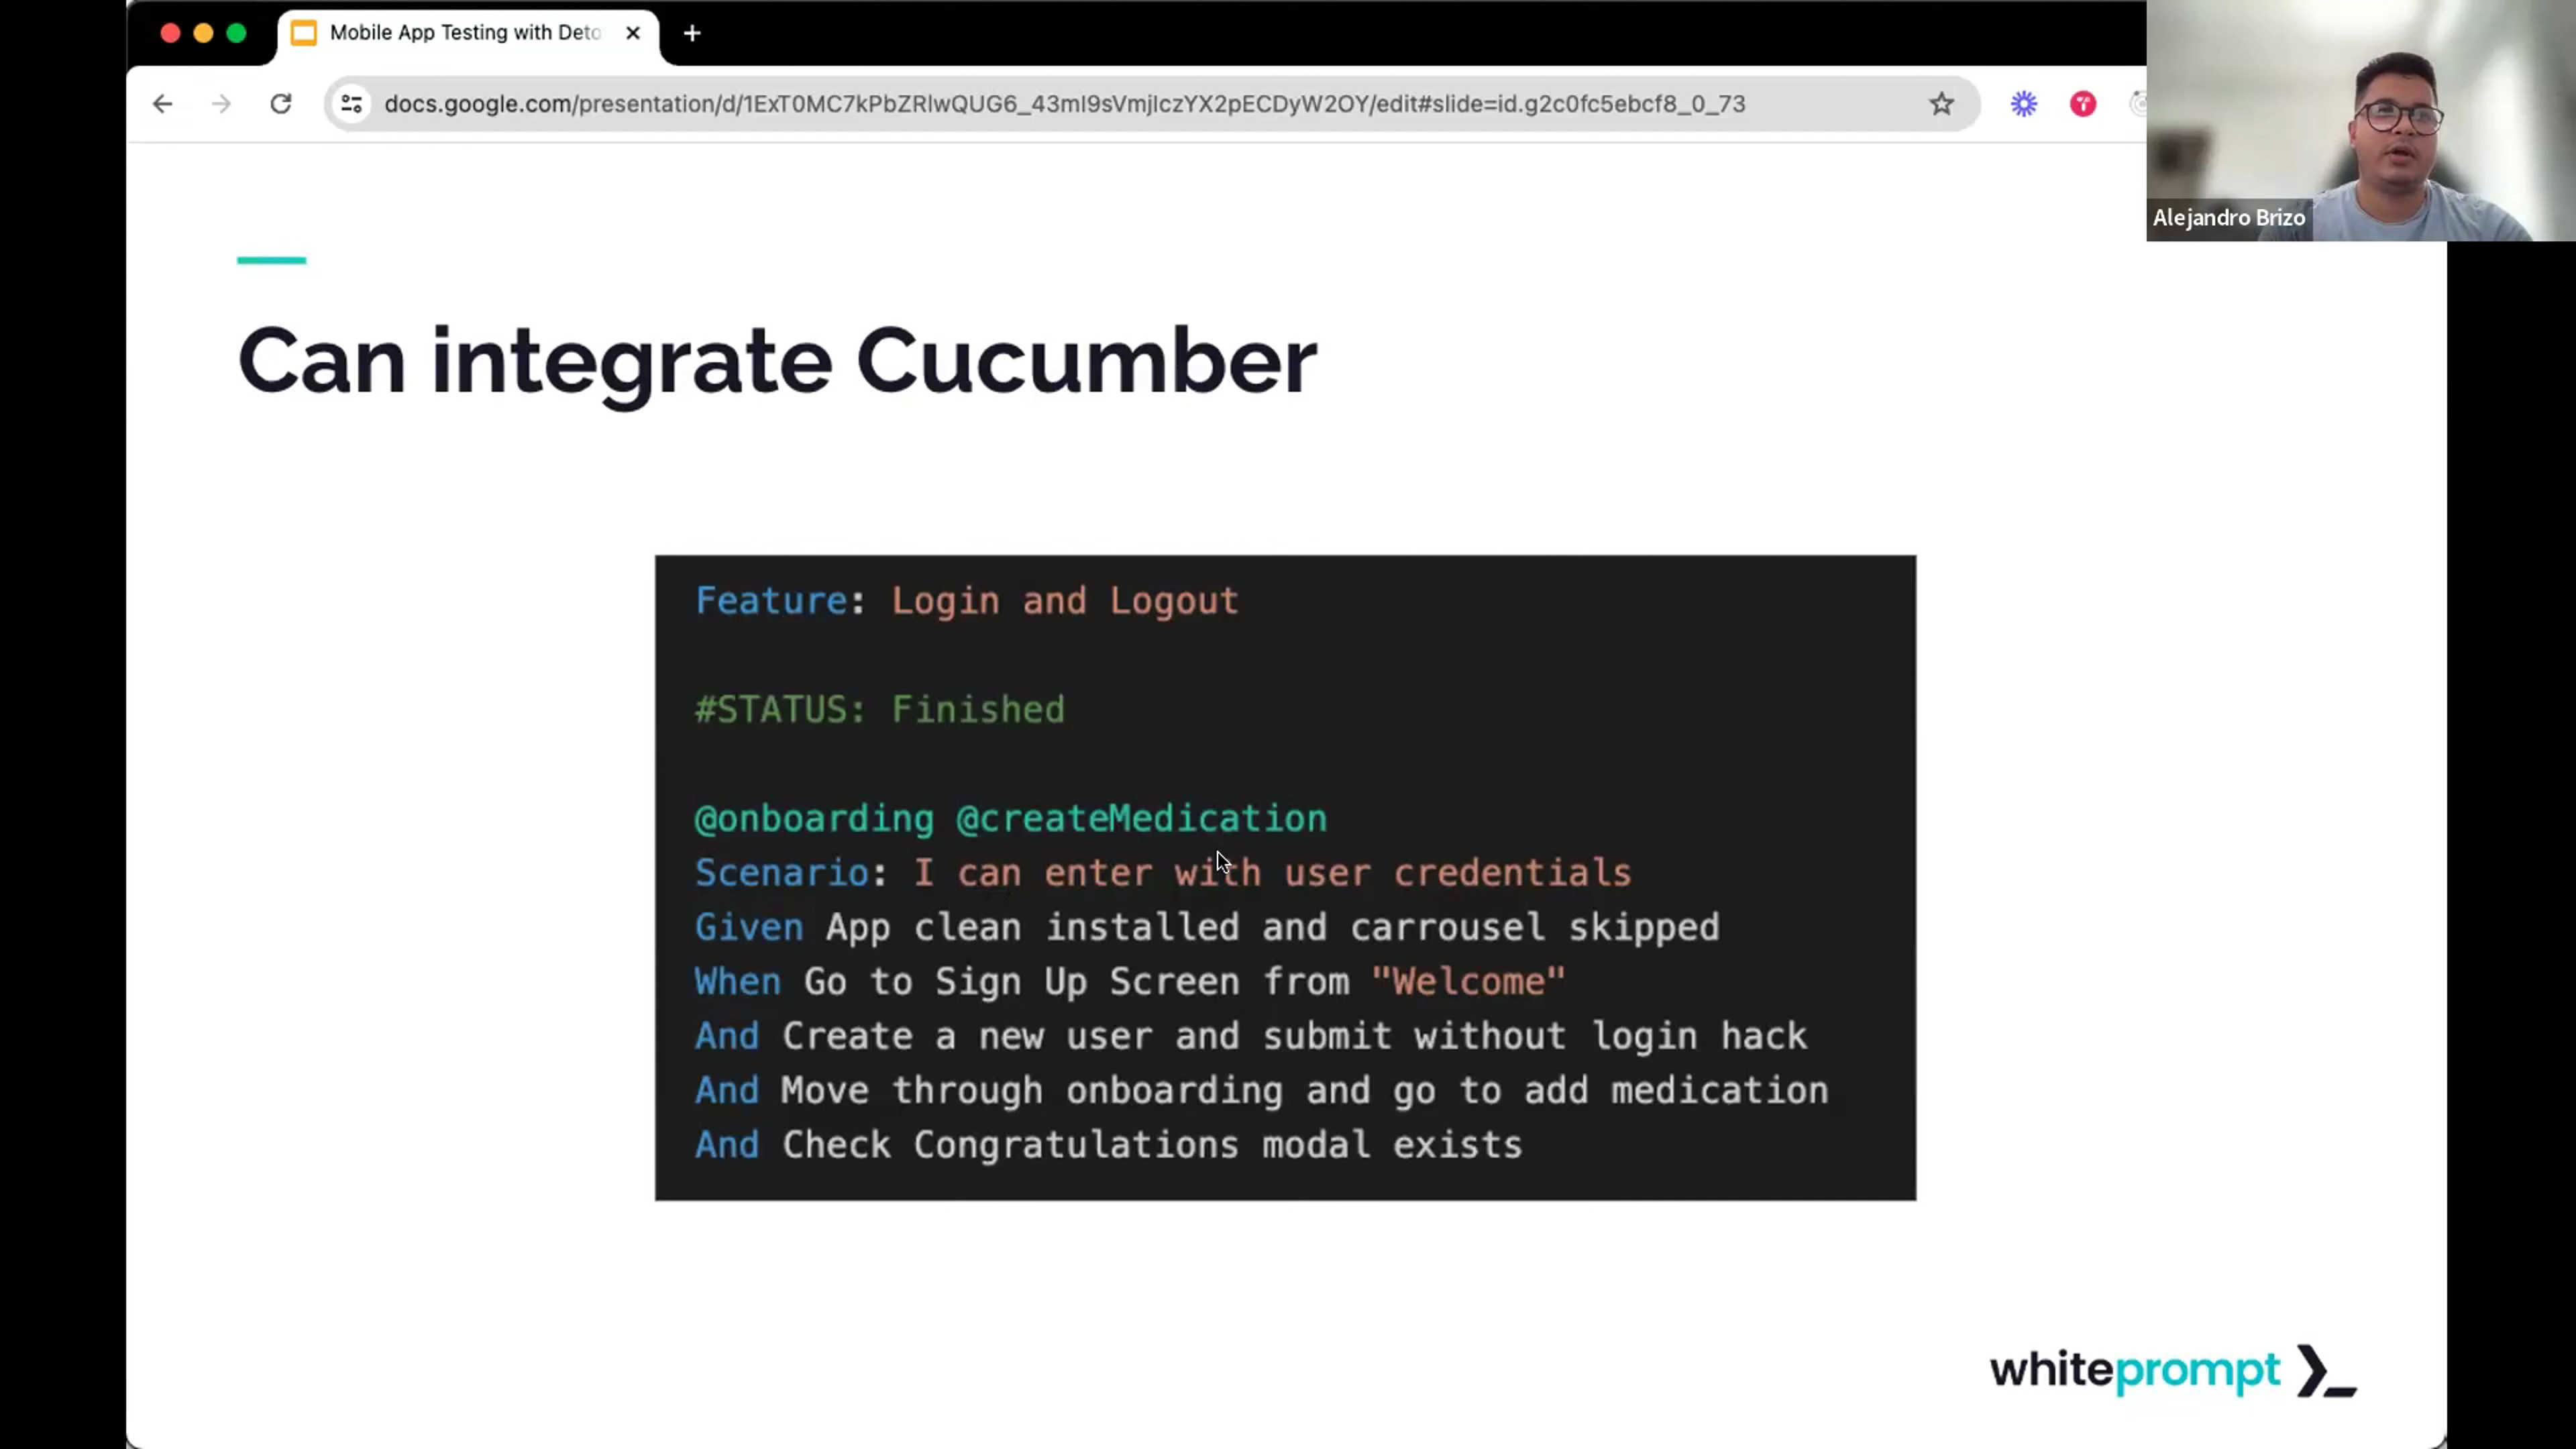 Mobile App Testing with Deto
docs.google.com/presentation/d/1ExT0MC7kPbZRlwQUG6_43ml9sVmjlczYX2pECDyW2OY/edit#slide=id.g2c0fc5ebcf8_0_73
Alejandro Brizo
Can integrate Cucumber
Feature: Login and Logout
#STATUS: Finished
@onboarding @createMedication
Scenario: I can enter with user credentials
Given App clean installed and carrousel skipped
When Go to Sign Up Screen from "Welcome"
And Create a new user and submit without login hack
And Move through onboarding and go to add medication
And Check Congratulations modal exists
whiteprompt